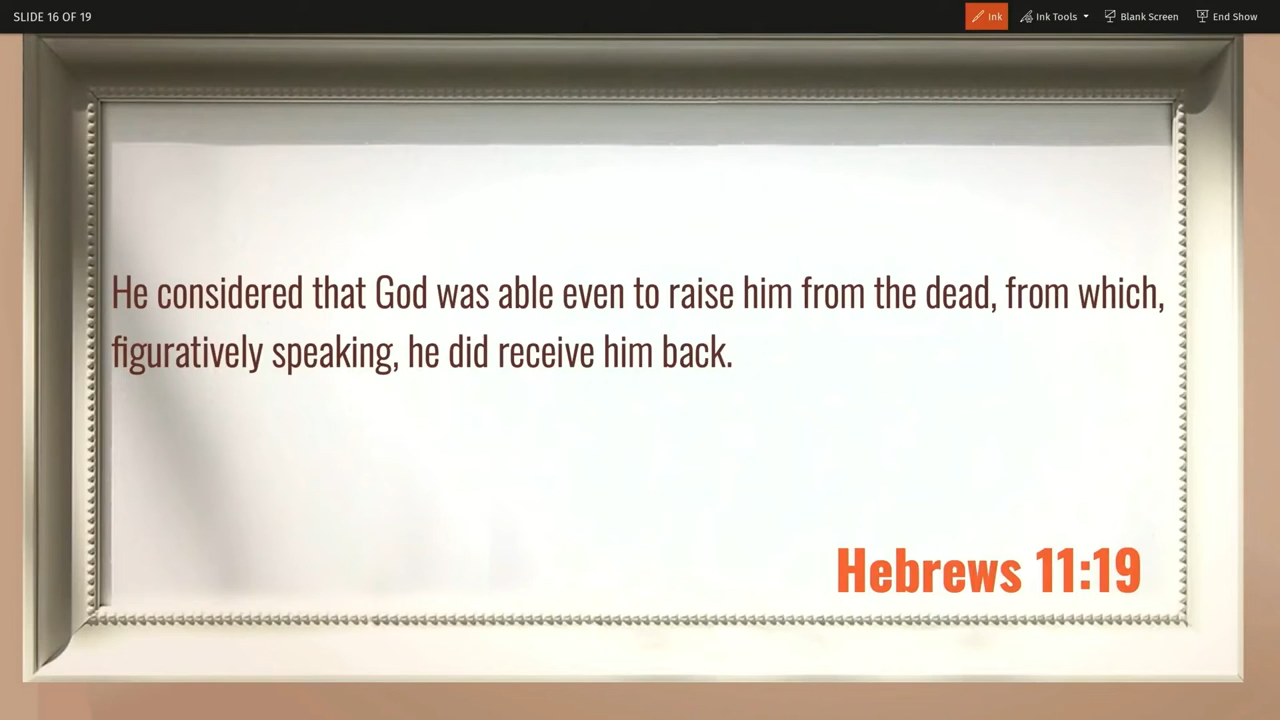 SLIDE 16 OF 19
Ink
Ink Tools
Blank Screen
End Show
He considered that God was able even to raise him from the dead, from which,
figuratively speaking, he did receive him back.
Hebrews 11:19